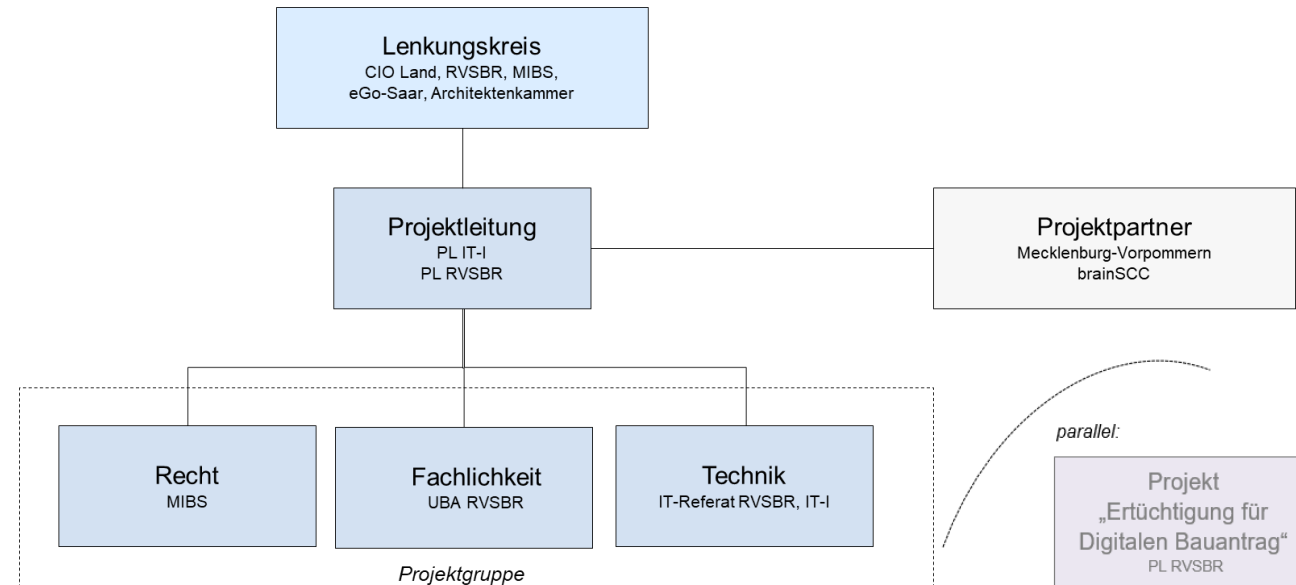 Lenkungskreis
CIO Land, RVSBR, MIBS,
eGo-Saar, Architektenkammer
Projektleitung
PL IT-I
PL RVSBR
Projektpartner
Mecklenburg-Vorpommern
brainSCC
Recht
MIBS
Fachlichkeit
UBA RVSBR
Technik
IT-Referat RVSBR, IT-I
Projektgruppe
parallel:
Projekt
„Ertüchtigung für
Digitalen Bauantrag“
PL RVSBR